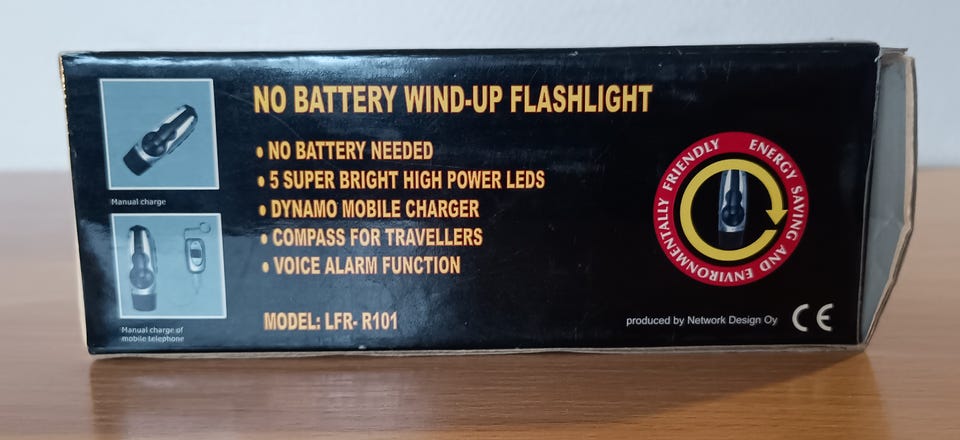 NO BATTERY WIND-UP FLASHLIGHT
• NO BATTERY NEEDED
• 5 SUPER BRIGHT HIGH POWER LEDS
• DYNAMO MOBILE CHARGER
• COMPASS FOR TRAVELLERS
• VOICE ALARM FUNCTION
MODEL: LFR- R101
Manual charge
Manual charge of
mobile telephone
ENERGY SAVING AND ENVIRONMENTALLY FRIENDLY
produced by Network Design Oy
CE